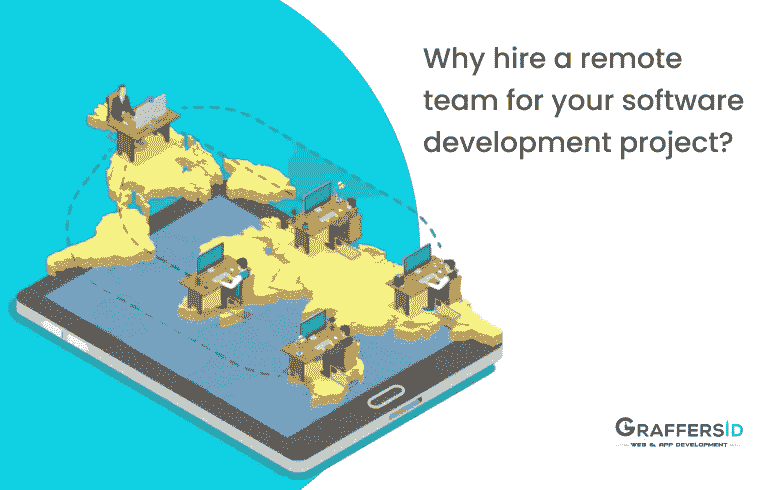 Why hire a remote
team for your software
development project?
GRAFFERSID
WEB & APP DEVELOPMENT